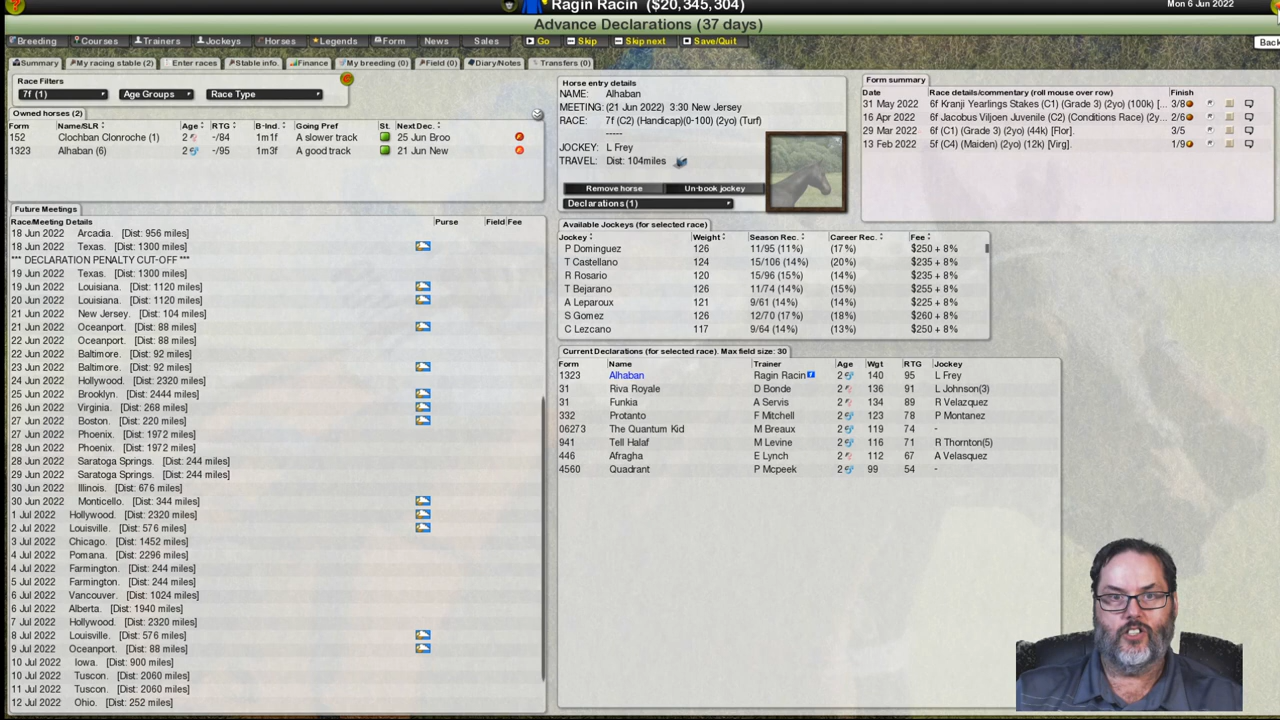 Ragin Racin ($20,345,304)
Mon 6 Jun 2022
Advance Declarations (37 days)
Breeding Courses Trainers Jockeys Horses Legends Form News Sales Go Skip Skip next Save/Quit
Back
Summary My racing stable (2) Enter races Stable info. Finance My breeding (0) Field (0) Diary/Notes Transfers (0)
Race Filters
7f (1) Age Groups Race Type
Owned horses (2)
Form Name/SLR Age RTG B-Ind. Going Pref St. Next Dec.
152 Clochban Clonroche (1) 2 -/84 1m1f A slower track 25 Jun Broo
1323 Alhaban (6) 2 -/95 1m3f A good track 21 Jun New
Future Meetings
Race/Meeting Details Purse Field Fee
18 Jun 2022 Arcadia. [Dist: 956 miles]
18 Jun 2022 Texas. [Dist: 1300 miles]
*** DECLARATION PENALTY CUT-OFF ***
19 Jun 2022 Texas. [Dist: 1300 miles]
19 Jun 2022 Louisiana. [Dist: 1120 miles]
20 Jun 2022 Louisiana. [Dist: 1120 miles]
21 Jun 2022 New Jersey. [Dist: 104 miles]
21 Jun 2022 Oceanport. [Dist: 88 miles]
22 Jun 2022 Oceanport. [Dist: 88 miles]
22 Jun 2022 Baltimore. [Dist: 92 miles]
23 Jun 2022 Baltimore. [Dist: 92 miles]
24 Jun 2022 Hollywood. [Dist: 2320 miles]
25 Jun 2022 Brooklyn. [Dist: 2444 miles]
26 Jun 2022 Virginia. [Dist: 268 miles]
27 Jun 2022 Boston. [Dist: 220 miles]
27 Jun 2022 Phoenix. [Dist: 1972 miles]
28 Jun 2022 Phoenix. [Dist: 1972 miles]
28 Jun 2022 Saratoga Springs. [Dist: 244 miles]
29 Jun 2022 Saratoga Springs. [Dist: 244 miles]
30 Jun 2022 Illinois. [Dist: 676 miles]
30 Jun 2022 Monticello. [Dist: 344 miles]
1 Jul 2022 Hollywood. [Dist: 2320 miles]
2 Jul 2022 Louisville. [Dist: 576 miles]
3 Jul 2022 Chicago. [Dist: 1452 miles]
4 Jul 2022 Pomana. [Dist: 2296 miles]
4 Jul 2022 Farmington. [Dist: 244 miles]
5 Jul 2022 Farmington. [Dist: 244 miles]
6 Jul 2022 Vancouver. [Dist: 1024 miles]
6 Jul 2022 Alberta. [Dist: 1940 miles]
7 Jul 2022 Hollywood. [Dist: 2320 miles]
8 Jul 2022 Louisville. [Dist: 576 miles]
9 Jul 2022 Oceanport. [Dist: 88 miles]
10 Jul 2022 Iowa. [Dist: 900 miles]
10 Jul 2022 Tuscon. [Dist: 2060 miles]
11 Jul 2022 Tuscon. [Dist: 2060 miles]
12 Jul 2022 Ohio. [Dist: 252 miles]
Horse entry details
NAME: Alhaban
MEETING: (21 Jun 2022) 3:30 New Jersey
RACE: 7f (C2) (Handicap)(0-100) (2yo) (Turf)
-----
JOCKEY: L Frey
TRAVEL: Dist: 104miles
Remove horse Un-book jockey
Declarations (1)
Available Jockeys (for selected race)
Jockey Weight Season Rec. Career Rec. Fee
P Dominguez 126 11/95 (11%) (17%) $250 + 8%
T Castellano 124 15/106 (14%) (20%) $235 + 8%
R Rosario 120 15/96 (15%) (14%) $235 + 8%
T Bejarano 126 11/74 (14%) (15%) $255 + 8%
A Leparoux 121 9/61 (14%) (14%) $225 + 8%
S Gomez 126 12/70 (17%) (18%) $260 + 8%
C Lezcano 117 9/64 (14%) (13%) $250 + 8%
Current Declarations (for selected race). Max field size: 30
Form Name Trainer Age Wgt RTG Jockey
1323 Alhaban Ragin Racin 2 140 95 L Frey
31 Riva Royale D Bonde 2 136 91 L Johnson(3)
31 Funkia A Servis 2 134 89 R Velazquez
332 Protanto F Mitchell 2 123 78 P Montanez
06273 The Quantum Kid M Breaux 2 119 74 -
941 Tell Halaf M Levine 2 116 71 R Thornton(5)
446 Afragha E Lynch 2 112 67 A Velasquez
4560 Quadrant P Mcpeek 2 99 54 -
Form summary
Date Race details/commentary (roll mouse over row) Finish
31 May 2022 6f Kranji Yearlings Stakes (C1) (Grade 3) (2yo) (100k) [... 3/8
16 Apr 2022 6f Jacobus Viljoen Juvenile (C2) (Conditions Race) (2y... 2/6
29 Mar 2022 6f (C1) (Grade 3) (2yo) (44k) [Flor]. 3/5
13 Feb 2022 5f (C4) (Maiden) (2yo) (12k) [Virg]. 1/9